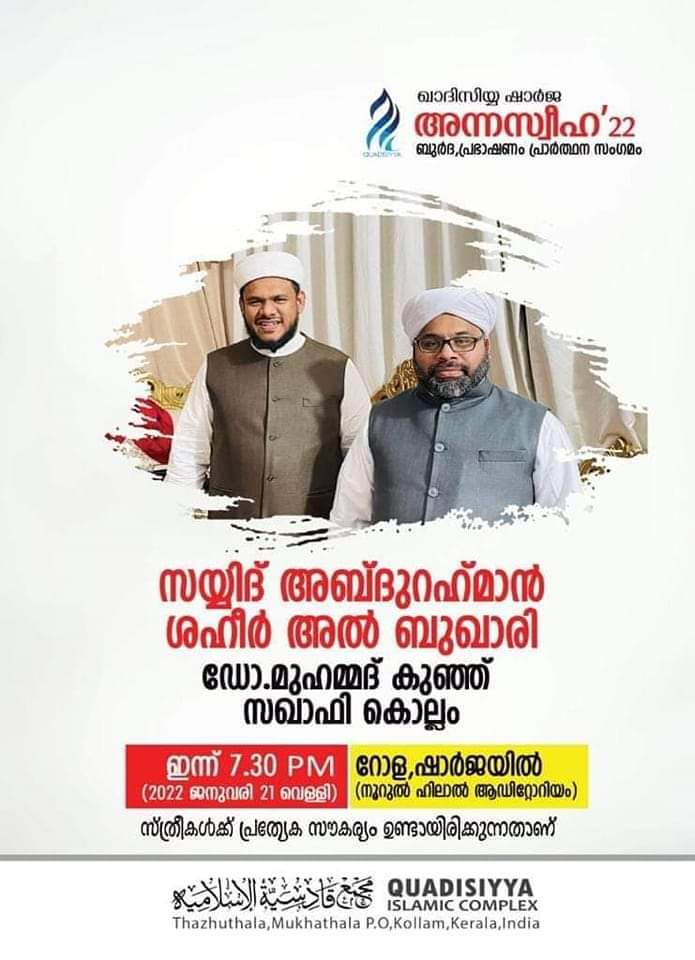 ഖാദിസിയ്യ ഷാർജ
അന്നസ്വീഹ'22
ബുർദ,പ്രഭാഷണം പ്രാർത്ഥന സംഗമം
QUADISIYYA
സയ്യിദ് അബ്ദുറഹ്മാൻ
ശഹീർ അൽ ബുഖാരി
ഡോ.മുഹമ്മദ് കുഞ്ഞ്
സഖാഫി കൊല്ലം
ഇന്ന് 7.30 PM
(2022 ജനുവരി 21 വെള്ളി)
റോള,ഷാർജയിൽ
(നൂറുൽ ഹിലാൽ ആഡിറ്റോറിയം)
സ്ത്രീകൾക്ക് പ്രത്യേക സൗകര്യം ഉണ്ടായിരിക്കുന്നതാണ്
مجمع قادسية الإسلامية
QUADISIYYA
ISLAMIC COMPLEX
Thazhuthala,Mukhathala P.O,Kollam,Kerala,India